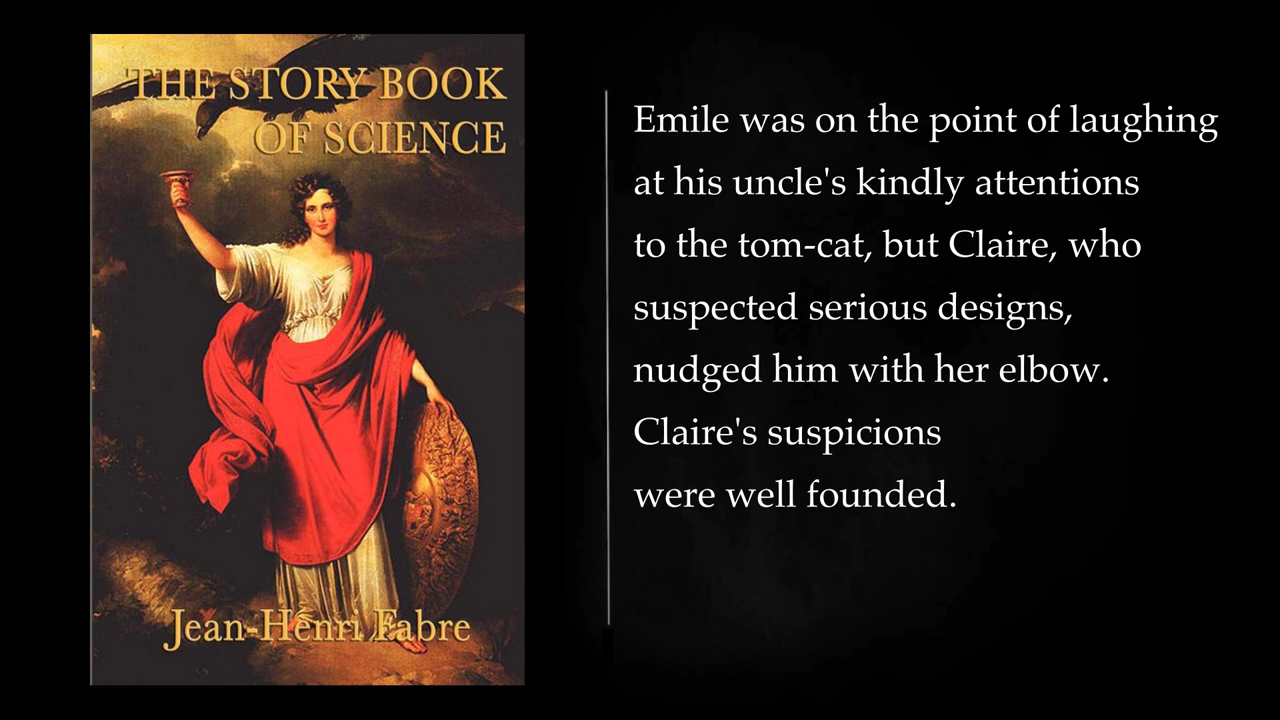 THE STORY BOOK
OF SCIENCE
Jean-Henri Fabre
Emile was on the point of laughing
at his uncle's kindly attentions
to the tom-cat, but Claire, who
suspected serious designs,
nudged him with her elbow.
Claire's suspicions
were well founded.